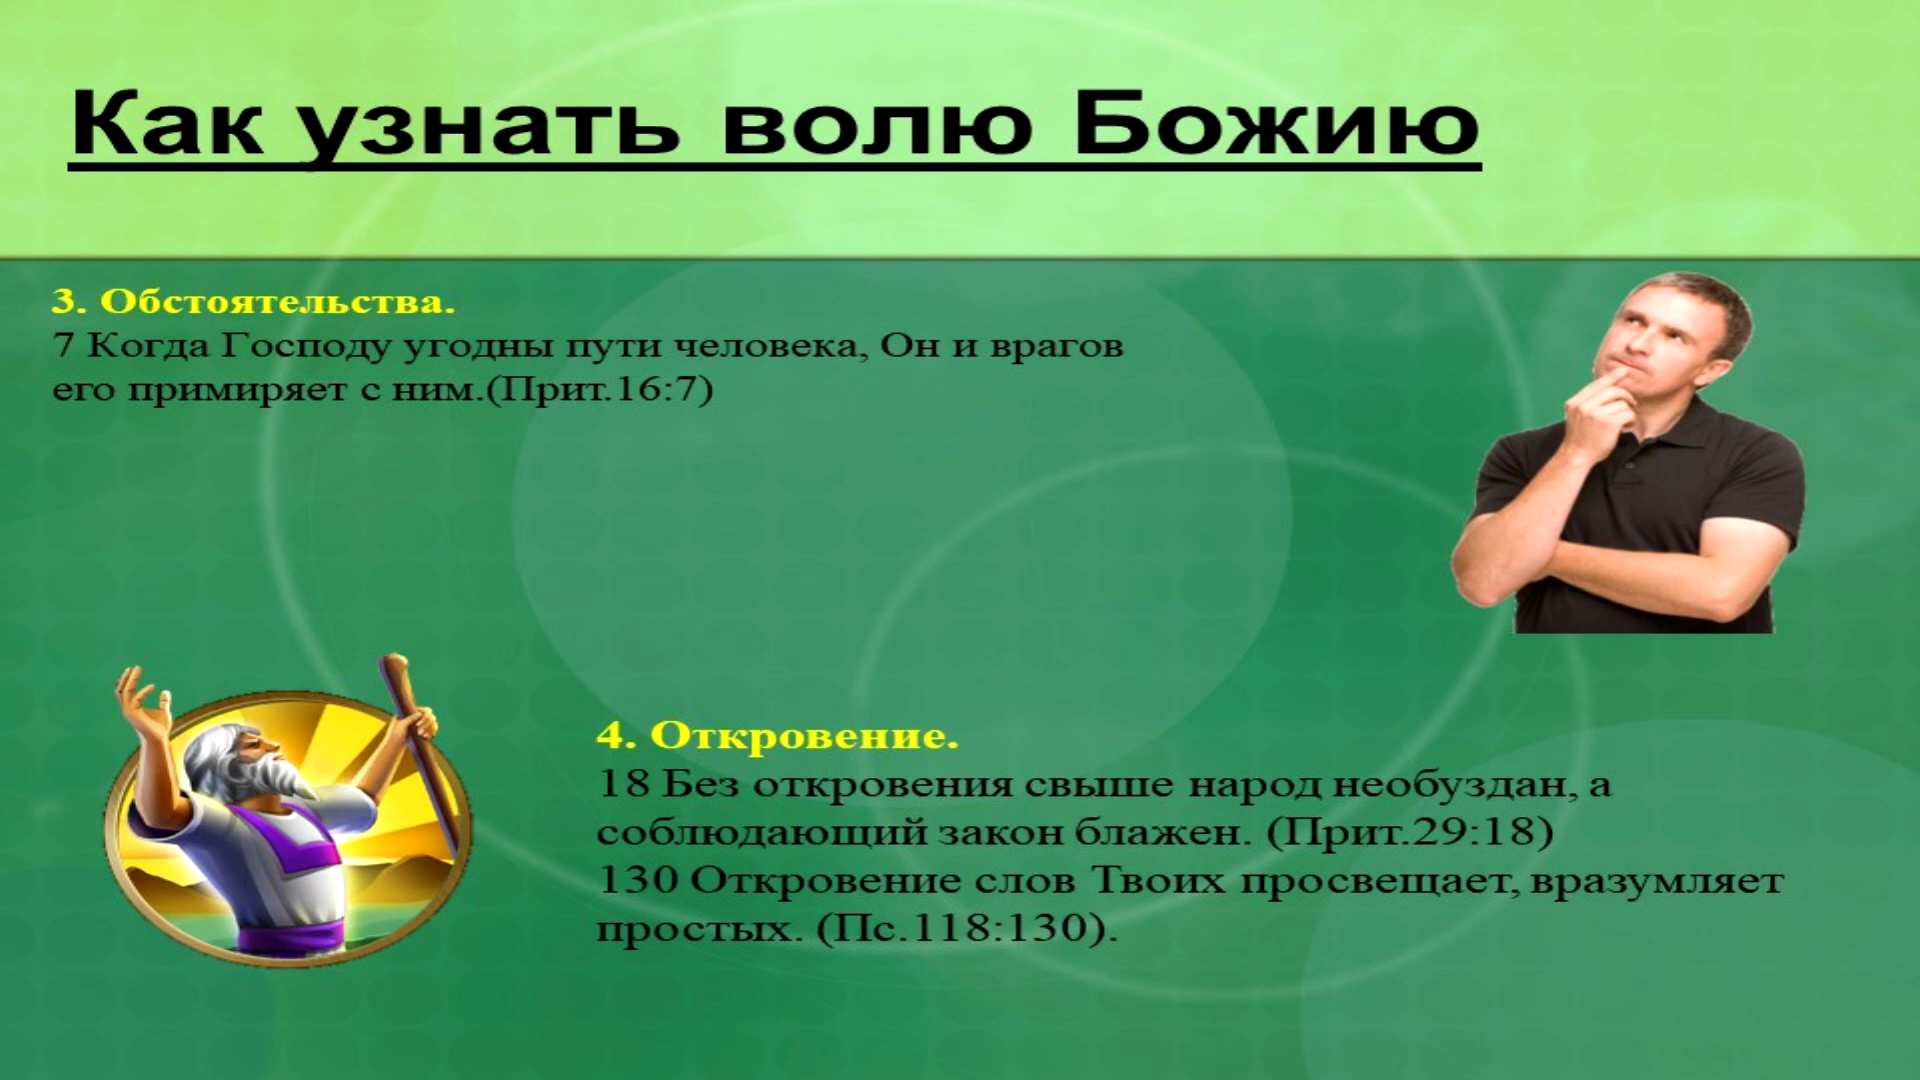 Как узнать волю Божию
3. Обстоятельства.
7 Когда Господу угодны пути человека, Он и врагов
его примиряет с ним.(Прит.16:7)
4. Откровение.
18 Без откровения свыше народ необуздан, а
соблюдающий закон блажен. (Прит.29:18)
130 Откровение слов Твоих просвещает, вразумляет
простых. (Пс.118:130).